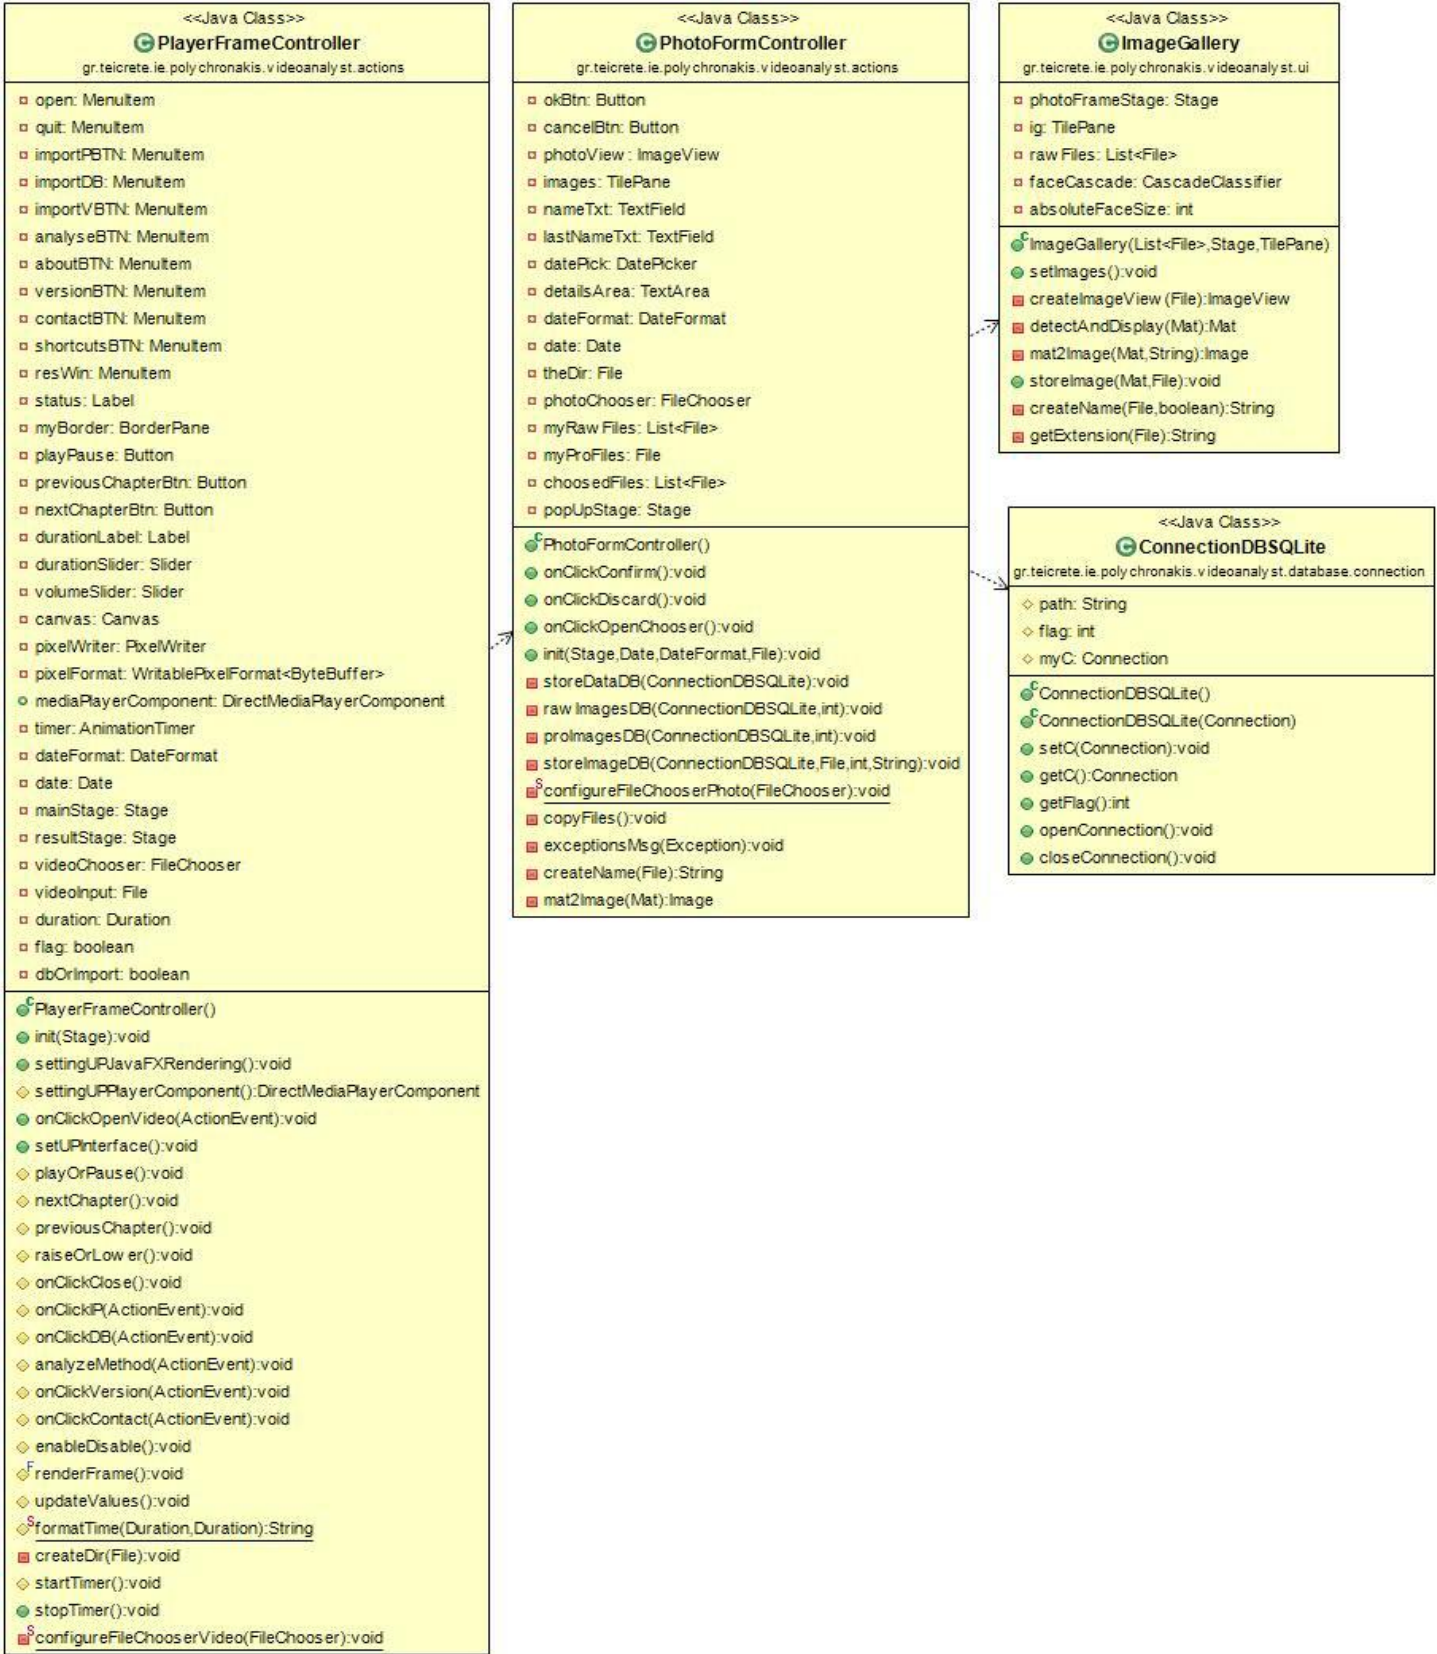 <<Java Class>>
PlayerFrameController
gr.teicrete.ie.polychronakis.videoanalyst.actions
open: MenuItem
quit: MenuItem
importPBTN: MenuItem
importDB: MenuItem
importVBTN: MenuItem
analyseBTN: MenuItem
aboutBTN: MenuItem
versionBTN: MenuItem
contactBTN: MenuItem
shortcutsBTN: MenuItem
resWin: MenuItem
status: Label
myBorder: BorderPane
playPause: Button
previousChapterBtn: Button
nextChapterBtn: Button
durationLabel: Label
durationSlider: Slider
volumeSlider: Slider
canvas: Canvas
pixelWriter: PixelWriter
pixelFormat: WritablePixelFormat<ByteBuffer>
mediaPlayerComponent: DirectMediaPlayerComponent
timer: AnimationTimer
dateFormat: DateFormat
date: Date
mainStage: Stage
resultStage: Stage
videoChooser: FileChooser
videoInput: File
duration: Duration
flag: boolean
dbOrImport: boolean
PlayerFrameController()
init(Stage):void
settingUPJavaFXRendering():void
settingUPPlayerComponent():DirectMediaPlayerComponent
onClickOpenVideo(ActionEvent):void
setUPInterface():void
playOrPause():void
nextChapter():void
previousChapter():void
raiseOrLower():void
onClickClose():void
onClickIP(ActionEvent):void
onClickDB(ActionEvent):void
analyzeMethod(ActionEvent):void
onClickVersion(ActionEvent):void
onClickContact(ActionEvent):void
enableDisable():void
renderFrame():void
updateValues():void
formatTime(Duration,Duration):String
createDir(File):void
startTimer():void
stopTimer():void
configureFileChooserVideo(FileChooser):void
<<Java Class>>
PhotoFormController
gr.teicrete.ie.polychronakis.videoanalyst.actions
okBtn: Button
cancelBtn: Button
photoView: ImageView
images: TilePane
nameTxt: TextField
lastNameTxt: TextField
datePick: DatePicker
detailsArea: TextArea
dateFormat: DateFormat
date: Date
theDir: File
photoChooser: FileChooser
myRawFiles: List<File>
myProFiles: File
choosedFiles: List<File>
popUpStage: Stage
PhotoFormController()
onClickConfirm():void
onClickDiscard():void
onClickOpenChooser():void
init(Stage,Date,DateFormat,File):void
storeDataDB(ConnectionDBSQLite):void
rawImagesDB(ConnectionDBSQLite,int):void
proImagesDB(ConnectionDBSQLite,int):void
storeImageDB(ConnectionDBSQLite,File,int,String):void
configureFileChooserPhoto(FileChooser):void
copyFiles():void
exceptionsMsg(Exception):void
createName(File):String
mat2Image(Mat):Image
<<Java Class>>
ImageGallery
gr.teicrete.ie.polychronakis.videoanalyst.ui
photoFrameStage: Stage
ig: TilePane
rawFiles: List<File>
faceCascade: CascadeClassifier
absoluteFaceSize: int
ImageGallery(List<File>,Stage,TilePane)
setImages():void
createImageView(File):ImageView
detectAndDisplay(Mat):Mat
mat2Image(Mat,String):Image
storeImage(Mat,File):void
createName(File,boolean):String
getExtension(File):String
<<Java Class>>
ConnectionDBSQLite
gr.teicrete.ie.polychronakis.videoanalyst.database.connection
path: String
flag: int
myC: Connection
ConnectionDBSQLite()
ConnectionDBSQLite(Connection)
setC(Connection):void
getC():Connection
getFlag():int
openConnection():void
closeConnection():void